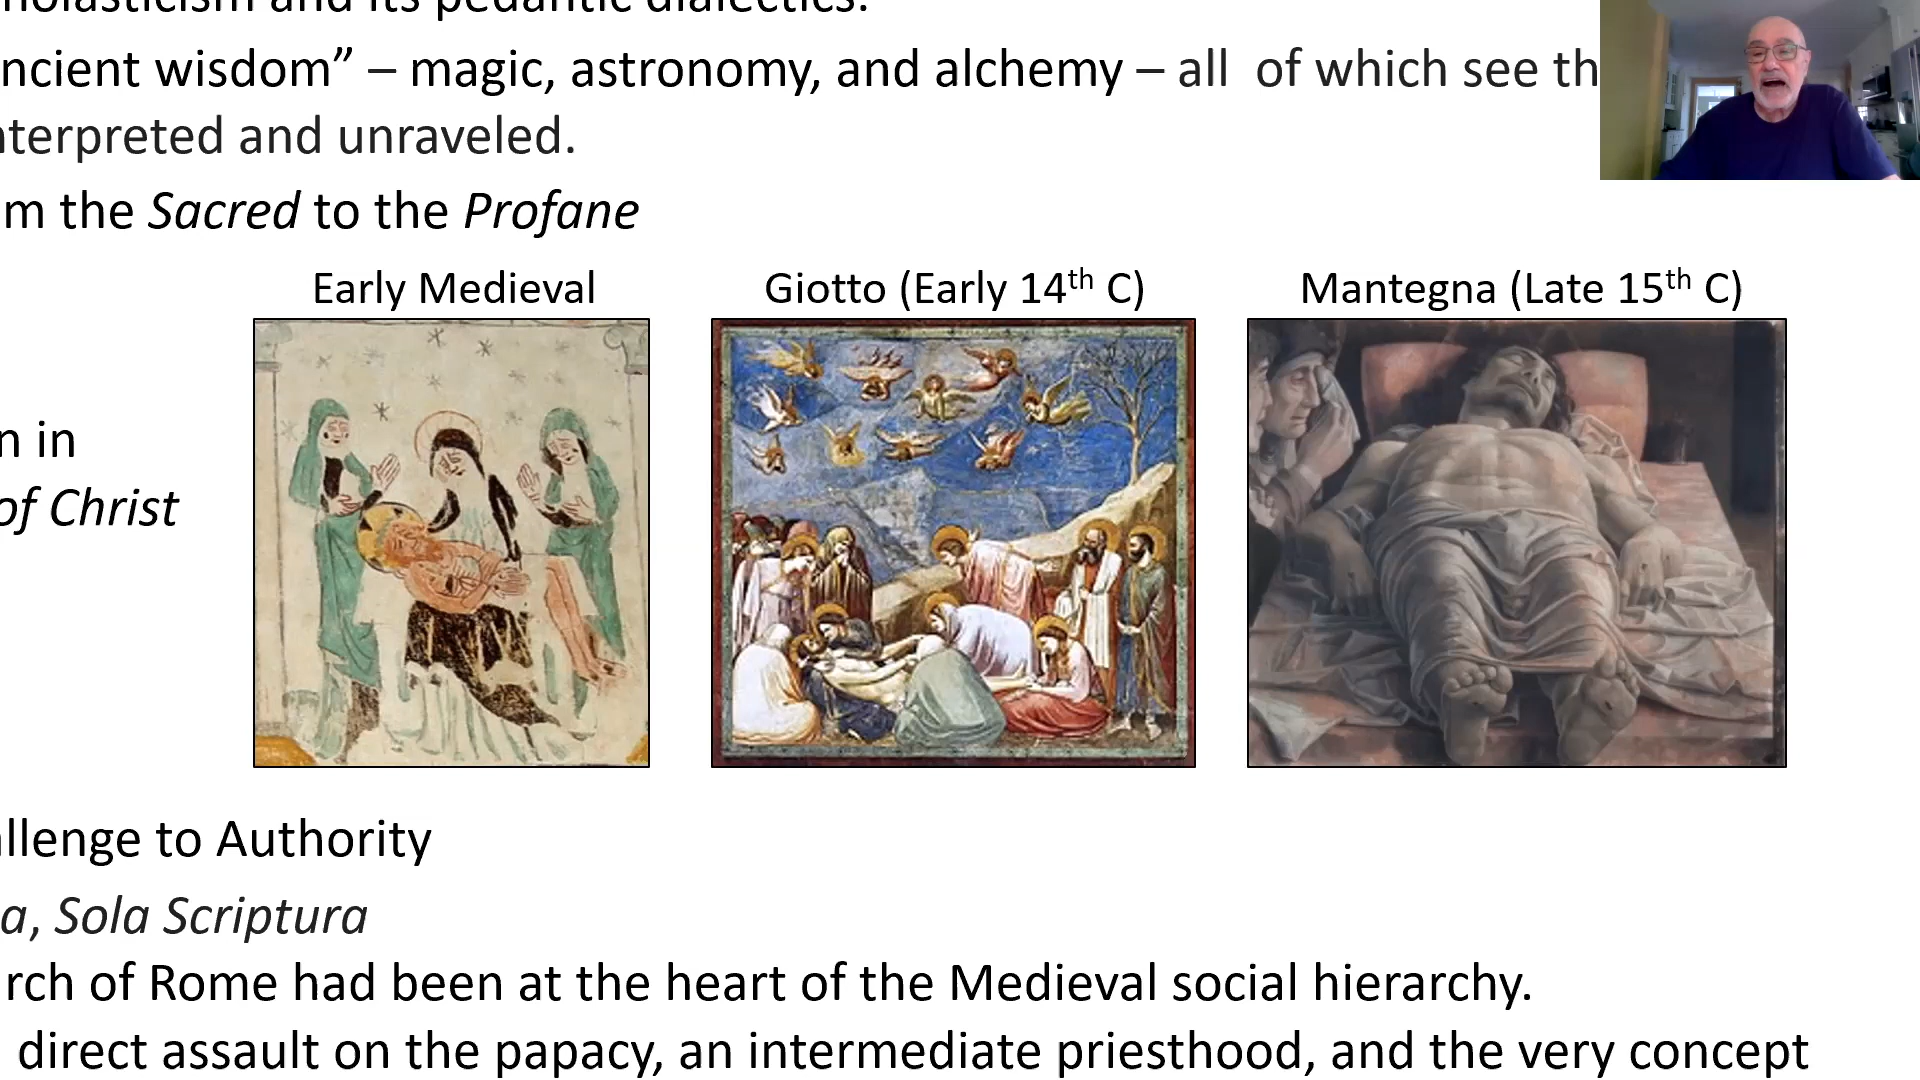 holasticism and its pedantic dialectics.
ncient wisdom” – magic, astronomy, and alchemy – all of which see th
nterpreted and unraveled.
m the Sacred to the Profane
Early Medieval Giotto (Early 14th C) Mantegna (Late 15th C)
n in
of Christ
allenge to Authority
a, Sola Scriptura
rch of Rome had been at the heart of the Medieval social hierarchy.
direct assault on the papacy, an intermediate priesthood, and the very concept